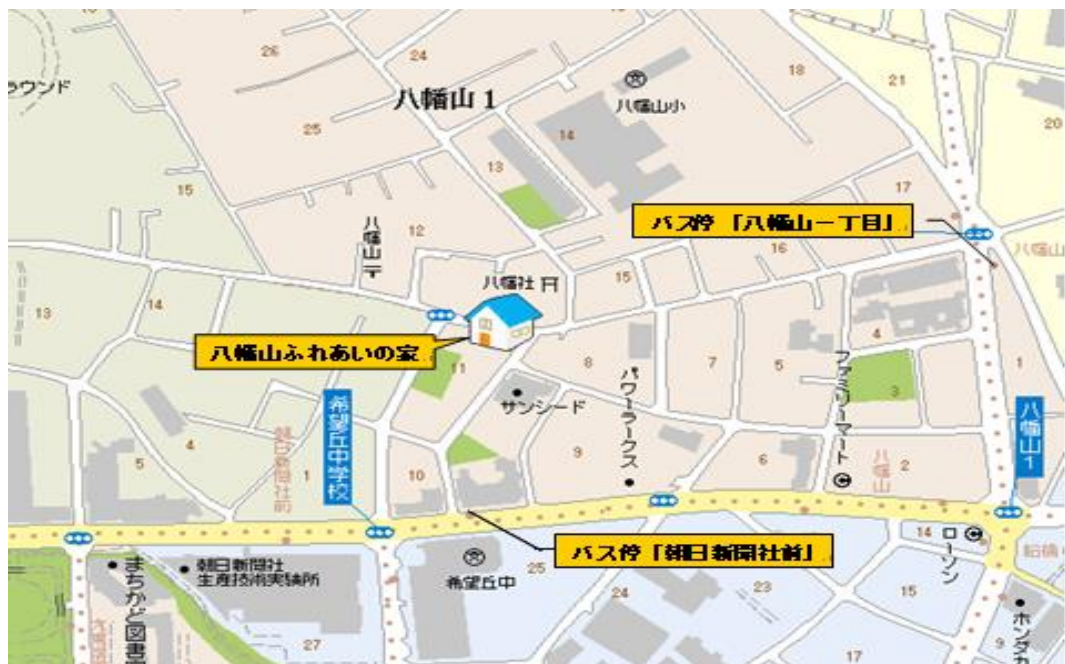 26
24
18
21
20
ラウンド
八幡山1
八幡山小
25
14
13
15
17
バス停「八幡山一丁目」
12
八幡山〒
16
八幡山
八幡社
15
13
14
4
1
八幡山ふれあいの家
11
8
7
5
3
サンシード
パワーラークス
ファミリーマート
希望丘中学校
朝日新聞社前
八幡山1
4
5
1
10
9
6
八幡山
2
バス停「朝日新聞社前」
14
ローソン
船橋
まちかど図書
朝日新聞社
生産技術実験所
希望丘中
25
24
23
15
27
17
9
ホンダ